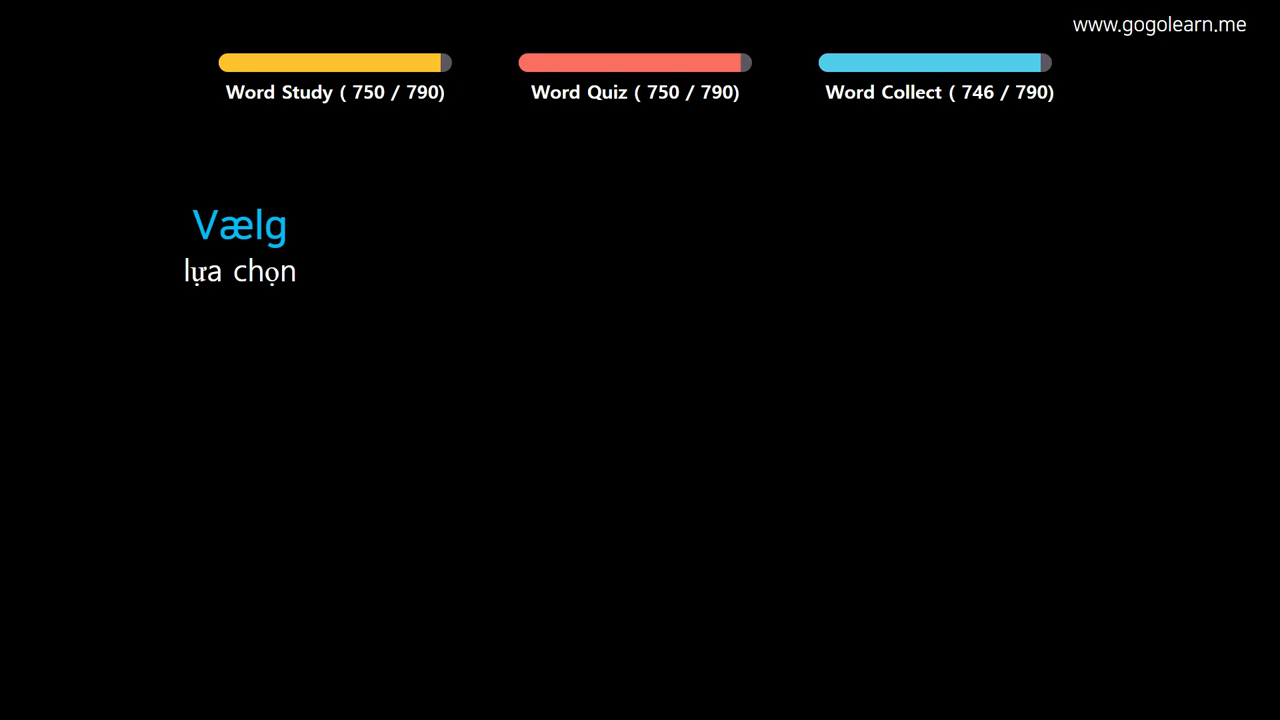 www.gogolearn.me
Word Study ( 750 / 790)
Word Quiz ( 750 / 790)
Word Collect ( 746 / 790)
Vælg
lựa chọn